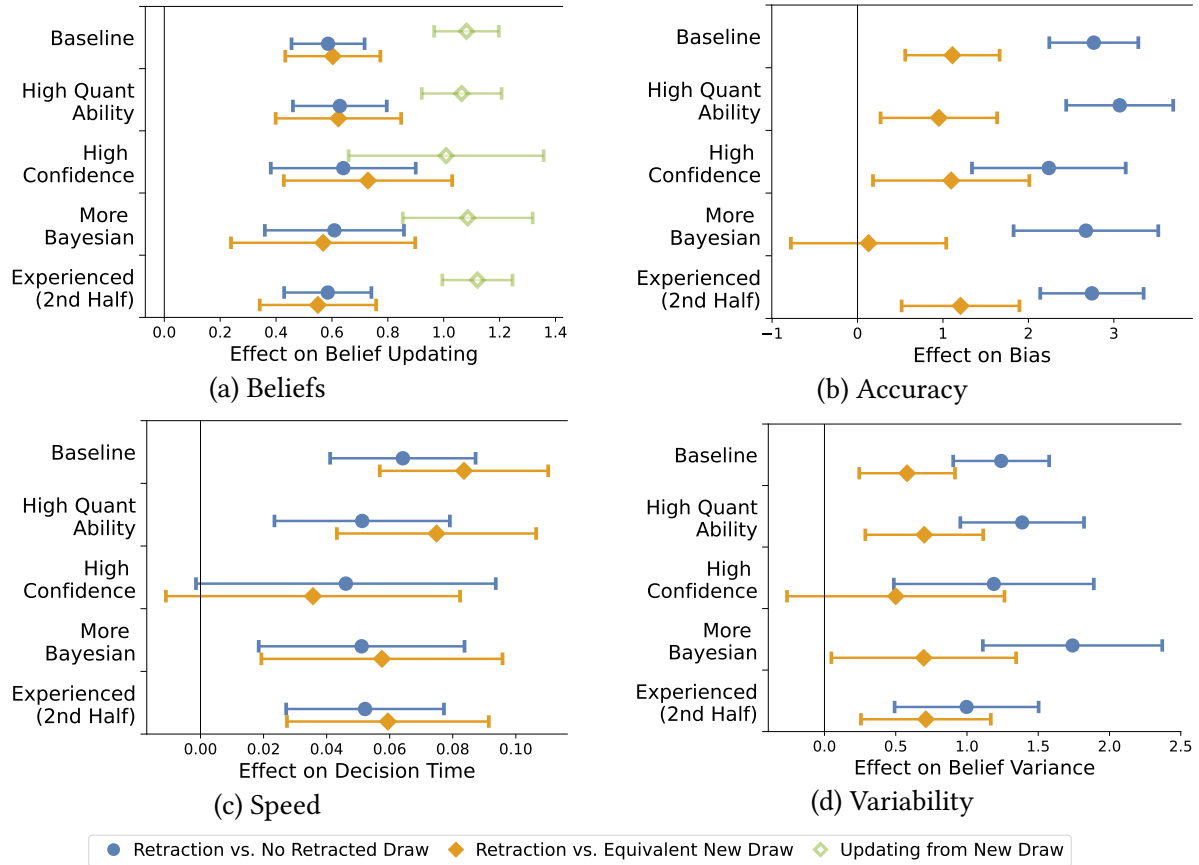 Baseline
High Quant
Ability
High
Confidence
More
Bayesian
Experienced
(2nd Half)
0.0 0.2 0.4 0.6 0.8 1.0 1.2 1.4
Effect on Belief Updating
(a) Beliefs
Baseline
High Quant
Ability
High
Confidence
More
Bayesian
Experienced
(2nd Half)
−1 0 1 2 3
Effect on Bias
(b) Accuracy
Baseline
High Quant
Ability
High
Confidence
More
Bayesian
Experienced
(2nd Half)
0.00 0.02 0.04 0.06 0.08 0.10
Effect on Decision Time
(c) Speed
Baseline
High Quant
Ability
High
Confidence
More
Bayesian
Experienced
(2nd Half)
0.0 0.5 1.0 1.5 2.0 2.5
Effect on Belief Variance
(d) Variability
Retraction vs. No Retracted Draw Retraction vs. Equivalent New Draw Updating from New Draw